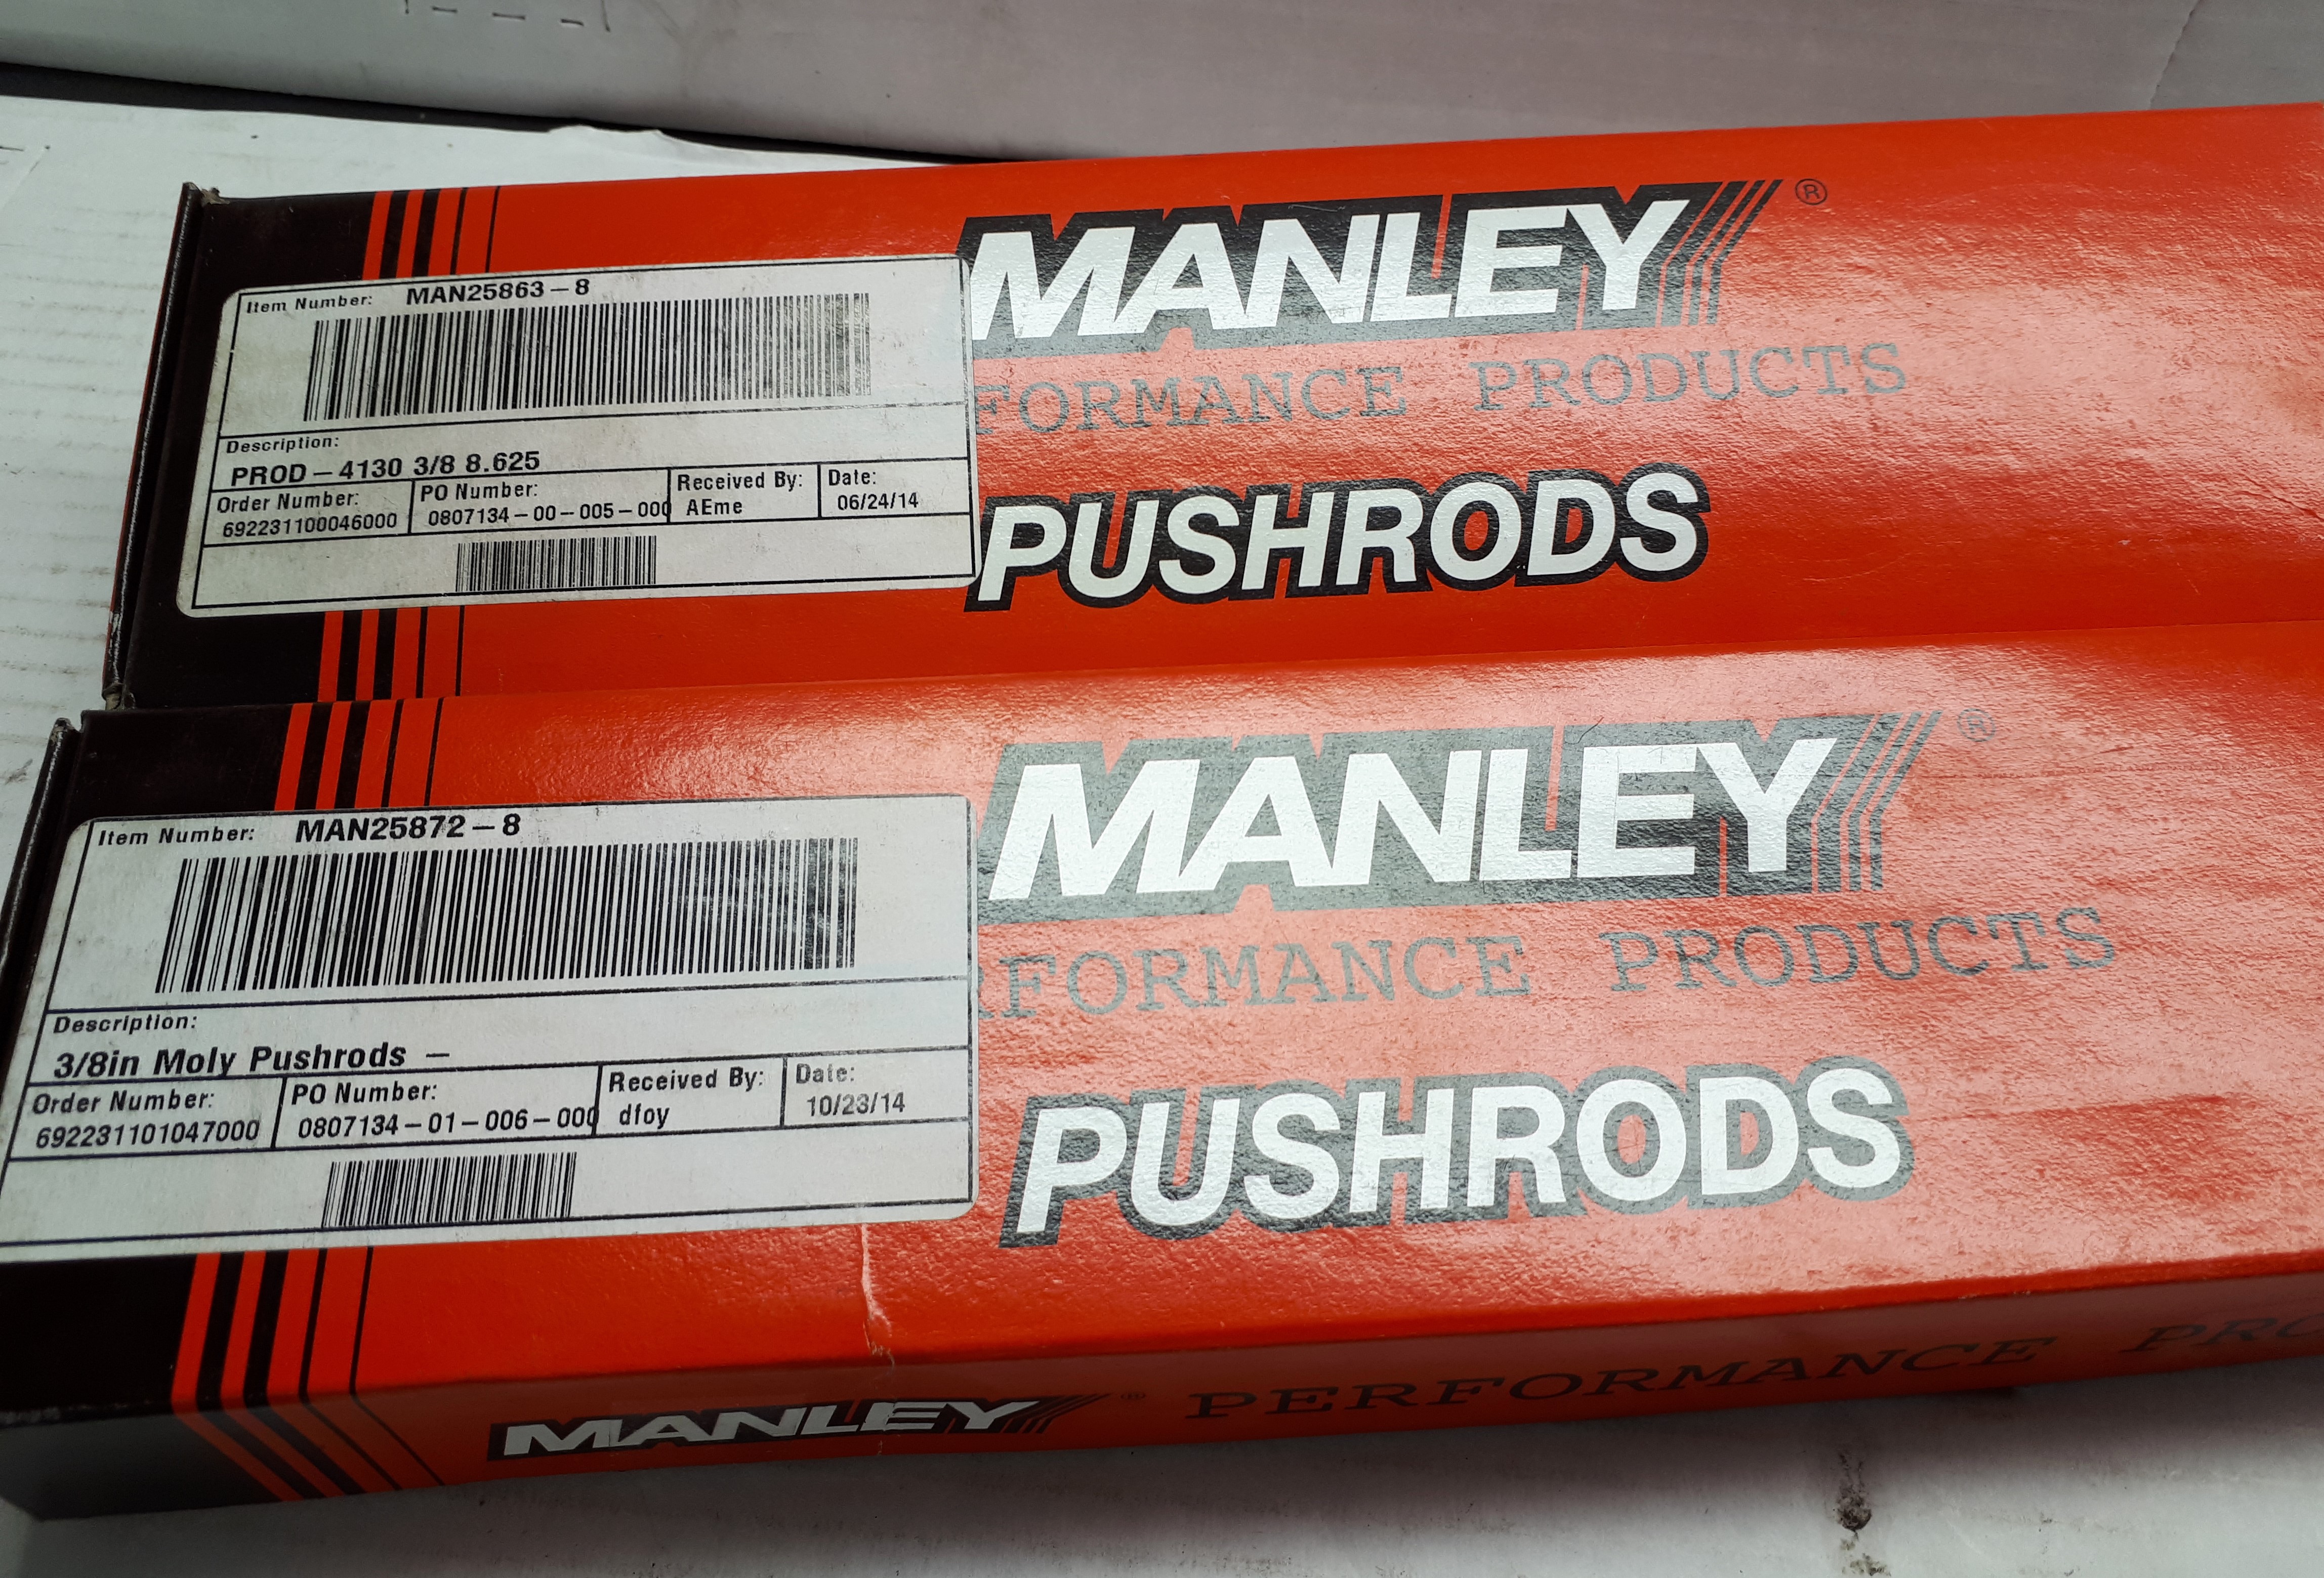 MANLEY®
FORMANCE PRODUCTS
PUSHRODS
Item Number: MAN25863-8
Description:
PROD-4130 3/8 8.625
Order Number: PO Number: Received By: Date:
692231100046000 0807134-00-005-000 AEme 06/24/14
MANLEY®
RFORMANCE PRODUCTS
PUSHRODS
Item Number: MAN25872-8
Description:
3/8in Moly Pushrods -
Order Number: PO Number: Received By: Date:
692231101047000 0807134-01-006-000 dfoy 10/23/14
MANLEY® PERFORMANCE PRO